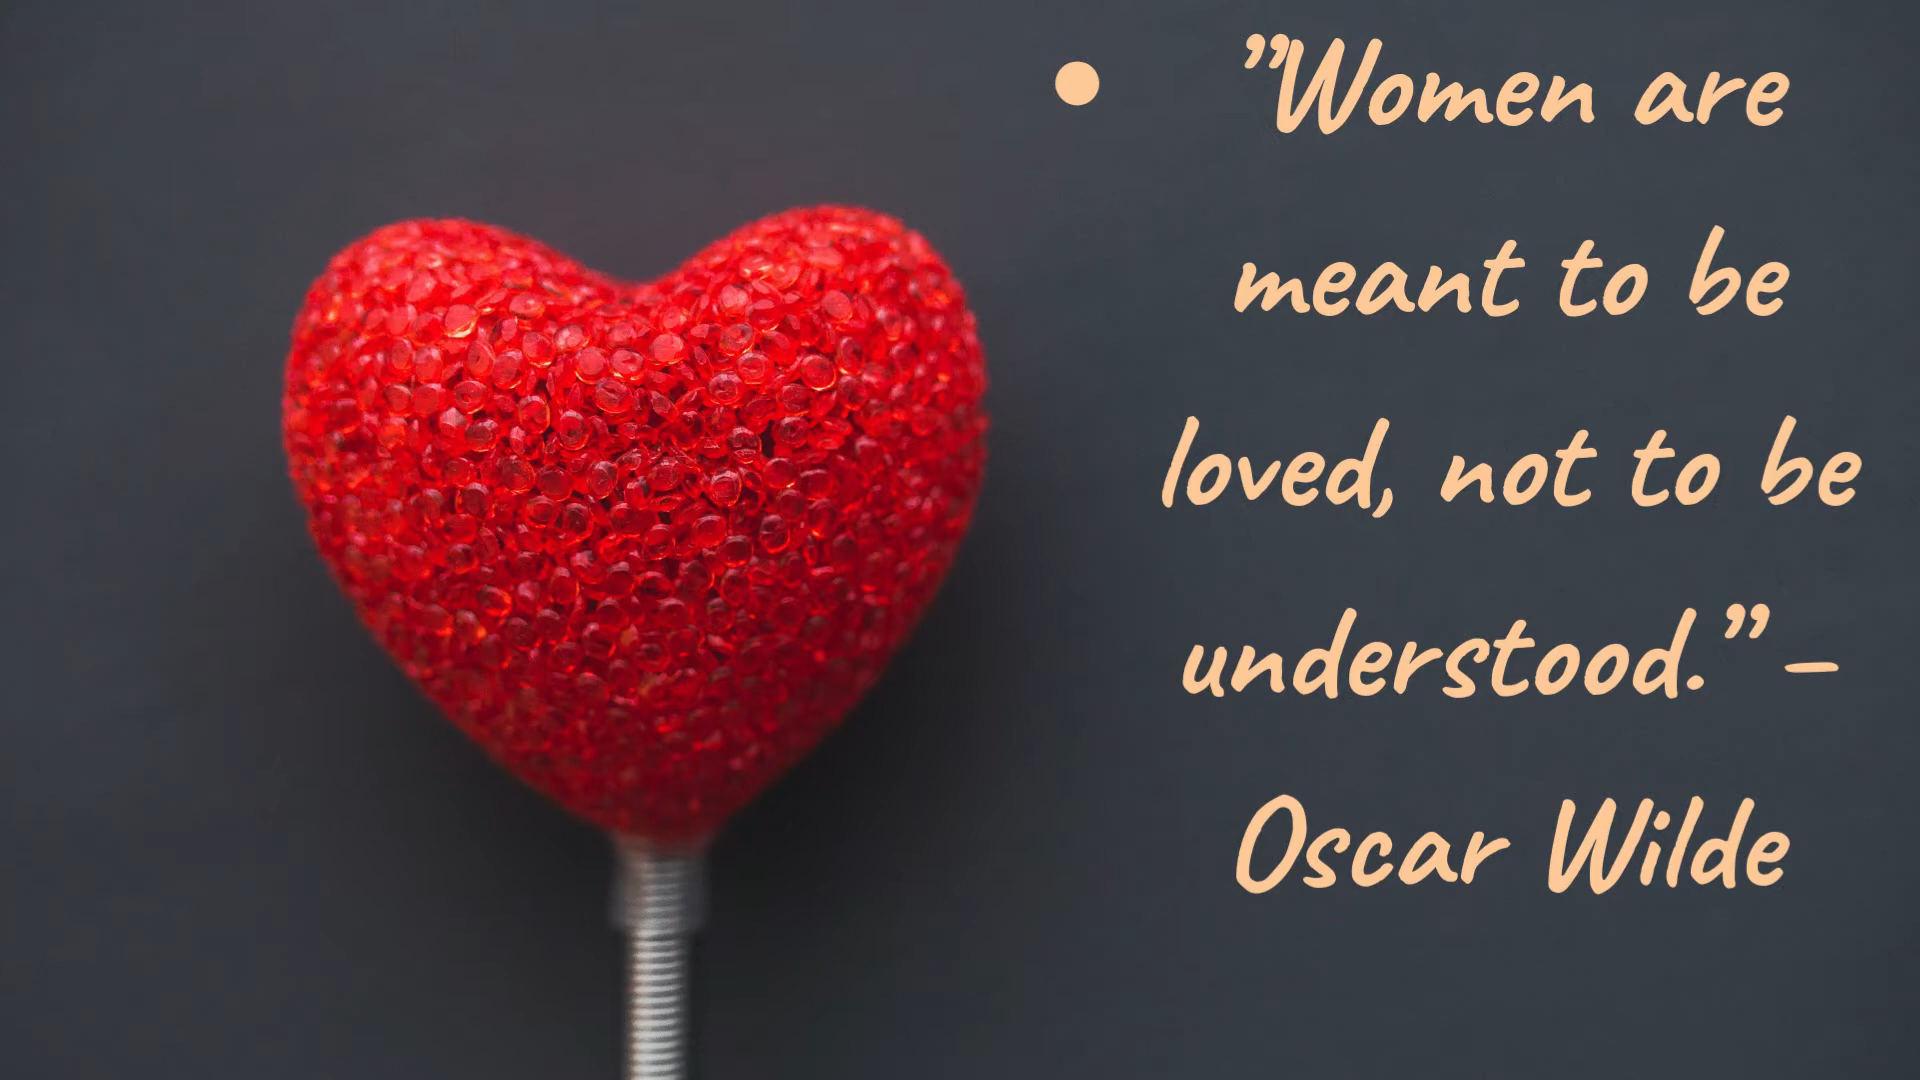 • ”Women are
meant to be
loved, not to be
understood.” –
Oscar Wilde